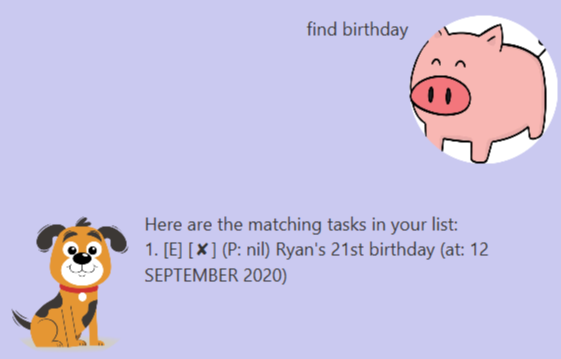 find birthday
Here are the matching tasks in your list:
1. [E] [✘] (P: nil) Ryan's 21st birthday (at: 12
SEPTEMBER 2020)